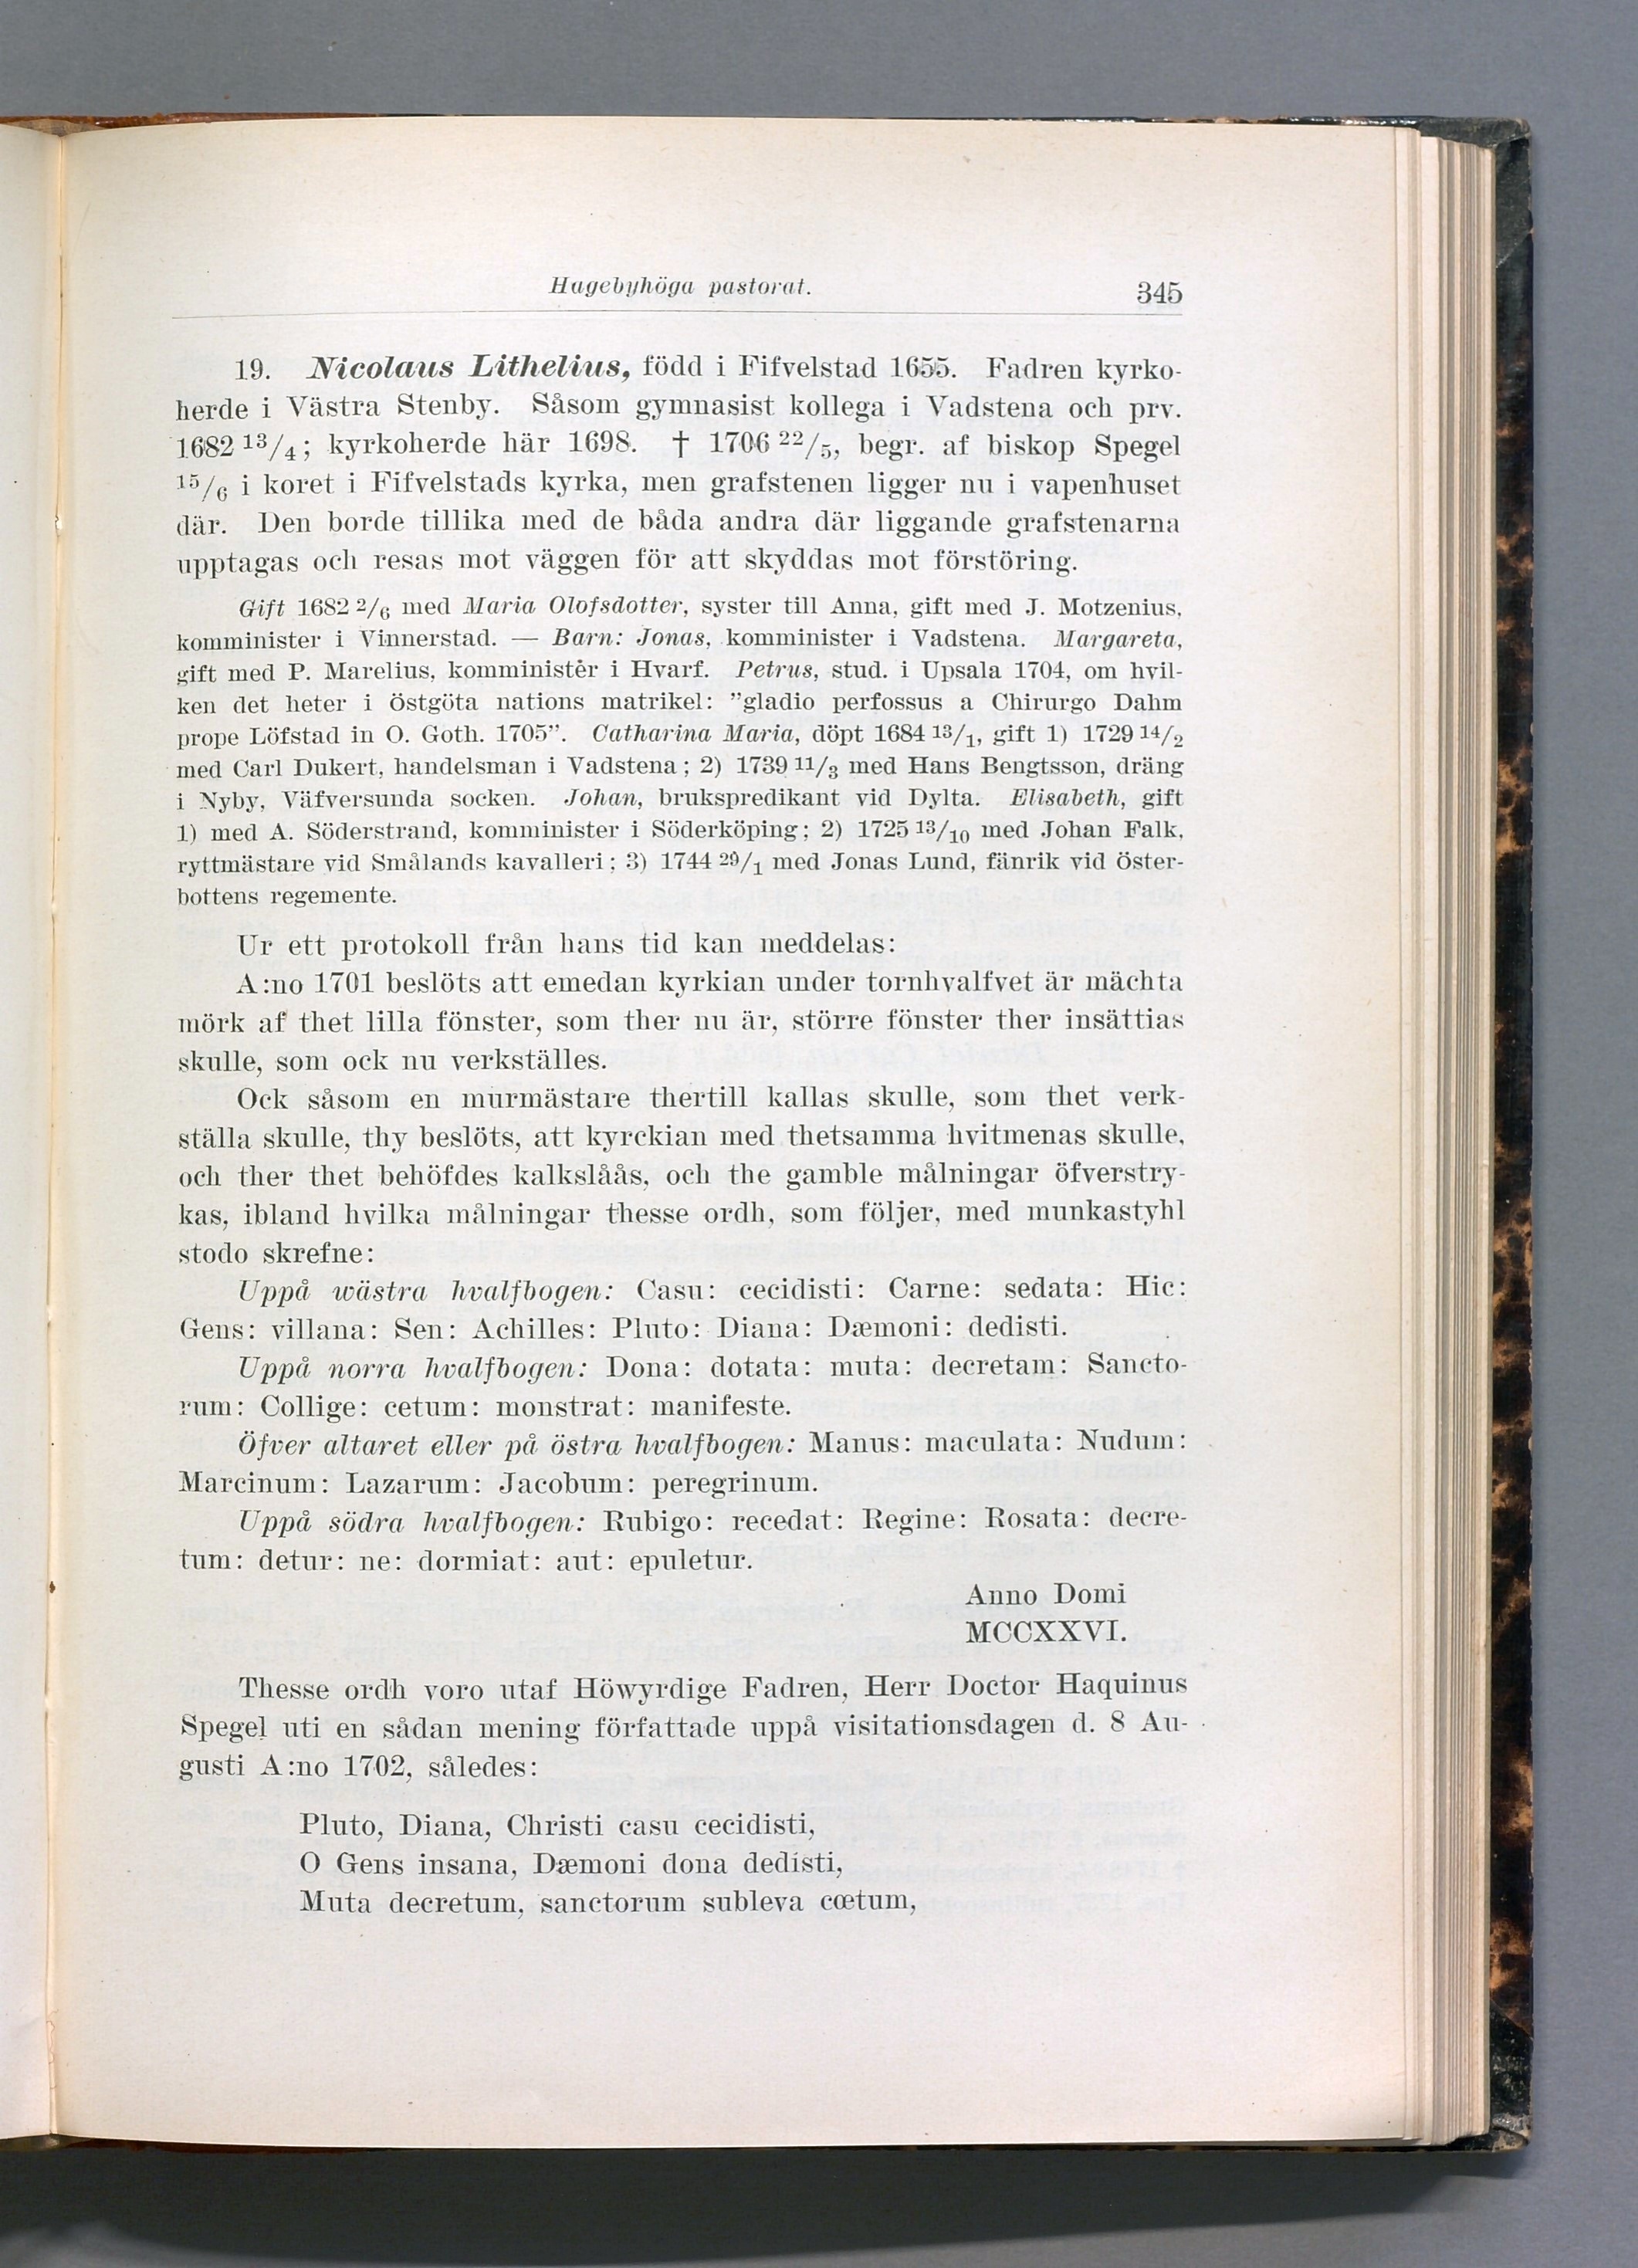 Hagebyhöga pastorat. 345
19. Nicolaus Lithelius, född i Fifvelstad 1655. Fadren kyrko-
herde i Västra Stenby. Såsom gymnasist kollega i Vadstena och prv.
1682 13/4; kyrkoherde här 1698. † 1706 22/5, begr. af biskop Spegel
15/6 i koret i Fifvelstads kyrka, men grafstenen ligger nu i vapenhuset
där. Den borde tillika med de båda andra där liggande grafstenarna
upptagas och resas mot väggen för att skyddas mot förstöring.
Gift 1682 2/6 med Maria Olofsdotter, syster till Anna, gift med J. Motzenius,
komminister i Vinnerstad. — Barn: Jonas, komminister i Vadstena. Margareta,
gift med P. Marelius, komminister i Hvarf. Petrus, stud. i Upsala 1704, om hvil-
ken det heter i Östgöta nations matrikel: ”gladio perfossus a Chirurgo Dahm
prope Löfstad in O. Goth. 1705”. Catharina Maria, döpt 1684 13/1, gift 1) 1729 14/2
med Carl Dukert, handelsman i Vadstena; 2) 1739 11/3 med Hans Bengtsson, dräng
i Nyby, Väfversunda socken. Johan, brukspredikant vid Dylta. Elisabeth, gift
1) med A. Söderstrand, komminister i Söderköping; 2) 1725 13/10 med Johan Falk,
ryttmästare vid Smålands kavalleri; 3) 1744 29/1 med Jonas Lund, fänrik vid Öster-
bottens regemente.
Ur ett protokoll från hans tid kan meddelas:
A:no 1701 beslöts att emedan kyrkian under tornhvalfvet är mächta
mörk af thet lilla fönster, som ther nu är, större fönster ther insättias
skulle, som ock nu verkställes.
Ock såsom en murmästare thertill kallas skulle, som thet verk-
ställa skulle, thy beslöts, att kyrckian med thetsamma hvitmenas skulle,
och ther thet behöfdes kalkslåås, och the gamble målningar öfverstry-
kas, ibland hvilka målningar thesse ordh, som följer, med munkastyhl
stodo skrefne:
Uppå wästra hvalfbogen: Casu: cecidisti: Carne: sedata: Hic:
Gens: villana: Sen: Achilles: Pluto: Diana: Dæmoni: dedisti.
Uppå norra hvalfbogen: Dona: dotata: muta: decretam: Sancto-
rum: Collige: cetum: monstrat: manifeste.
Öfver altaret eller på östra hvalfbogen: Manus: maculata: Nudum:
Marcinum: Lazarum: Jacobum: peregrinum.
Uppå södra hvalfbogen: Rubigo: recedat: Regine: Rosata: decre-
tum: detur: ne: dormiat: aut: epuletur.
Anno Domi
MCCXXVI.
Thesse ordh voro utaf Höwyrdige Fadren, Herr Doctor Haquinus
Spegel uti en sådan mening författade uppå visitationsdagen d. 8 Au-
gusti A:no 1702, således:
Pluto, Diana, Christi casu cecidisti,
O Gens insana, Dæmoni dona dedisti,
Muta decretum, sanctorum subleva cœtum,